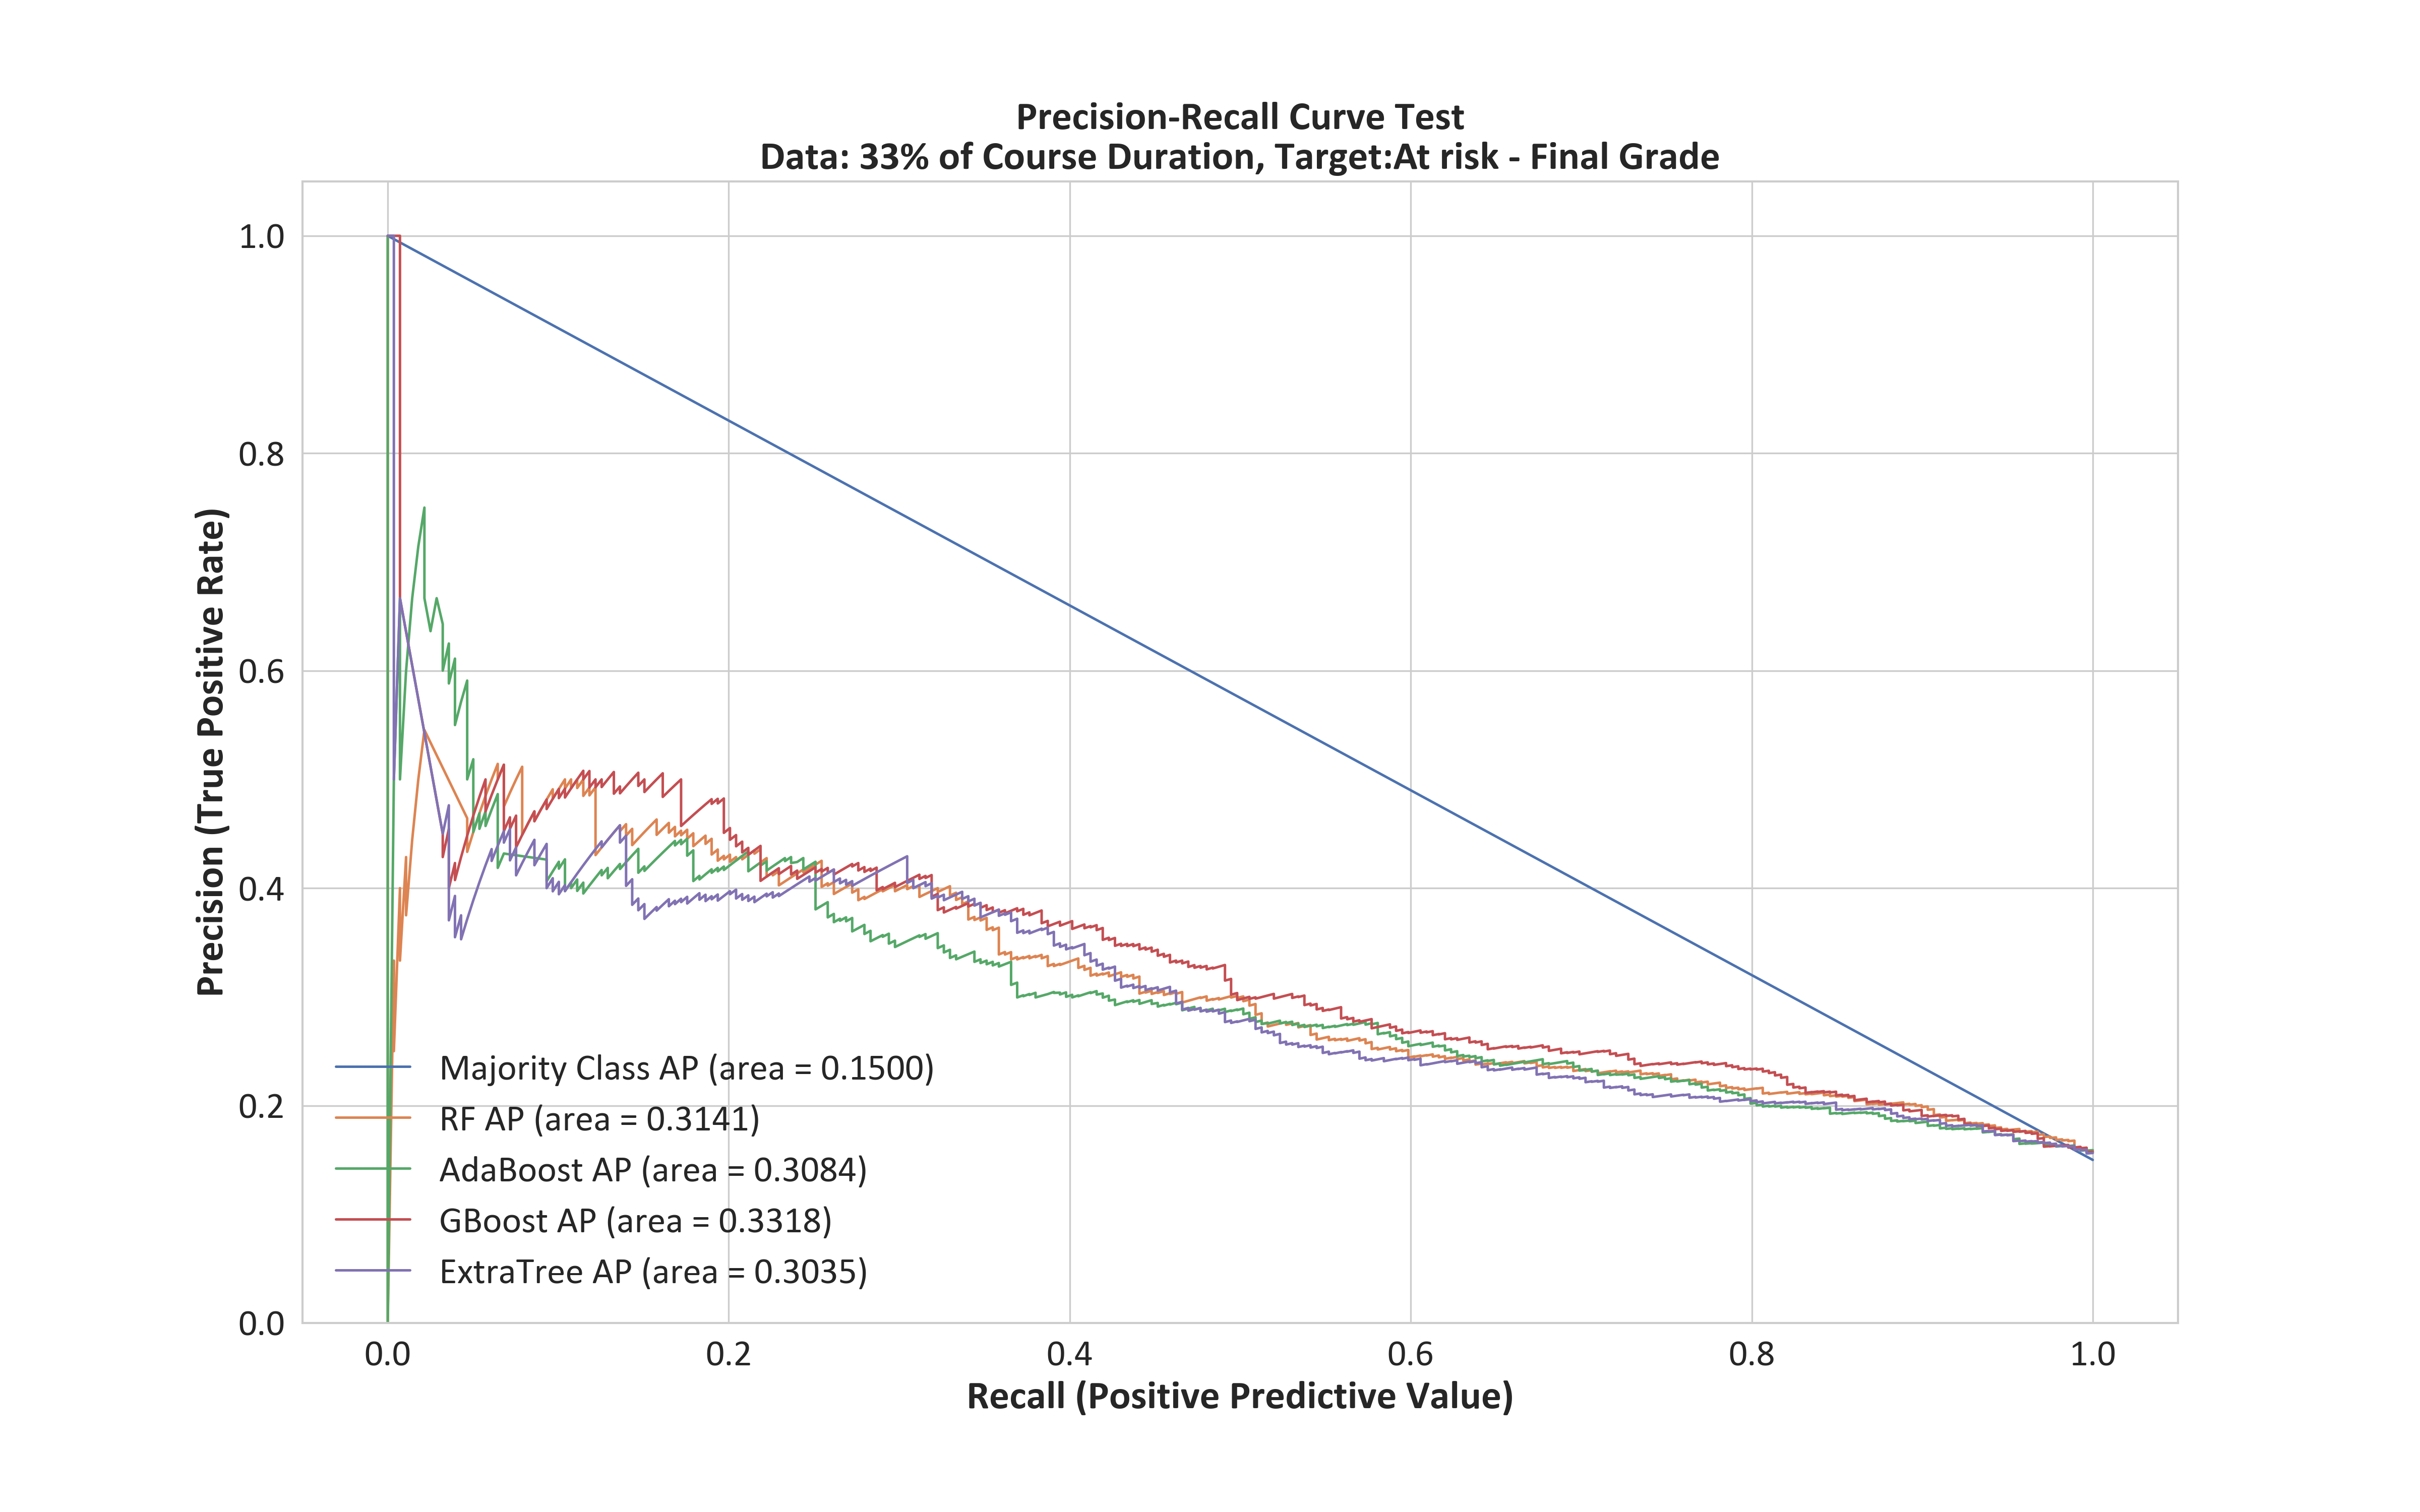 Precision-Recall Curve Test
Data: 33% of Course Duration, Target:At risk - Final Grade
Precision (True Positive Rate)
1.0
0.8
0.6
0.4
0.2
0.0
Majority Class AP (area = 0.1500)
RF AP (area = 0.3141)
AdaBoost AP (area = 0.3084)
GBoost AP (area = 0.3318)
ExtraTree AP (area = 0.3035)
0.0 0.2 0.4 0.6 0.8 1.0
Recall (Positive Predictive Value)